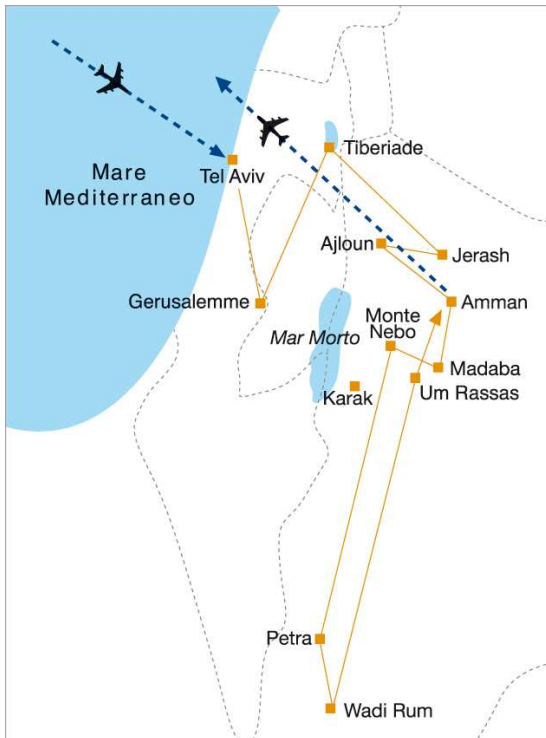 Mare
Mediterraneo
Tel Aviv
Tiberiade
Ajloun
Jerash
Gerusalemme
Amman
Mar Morto
Monte
Nebo
Madaba
Karak
Um Rassas
Petra
Wadi Rum